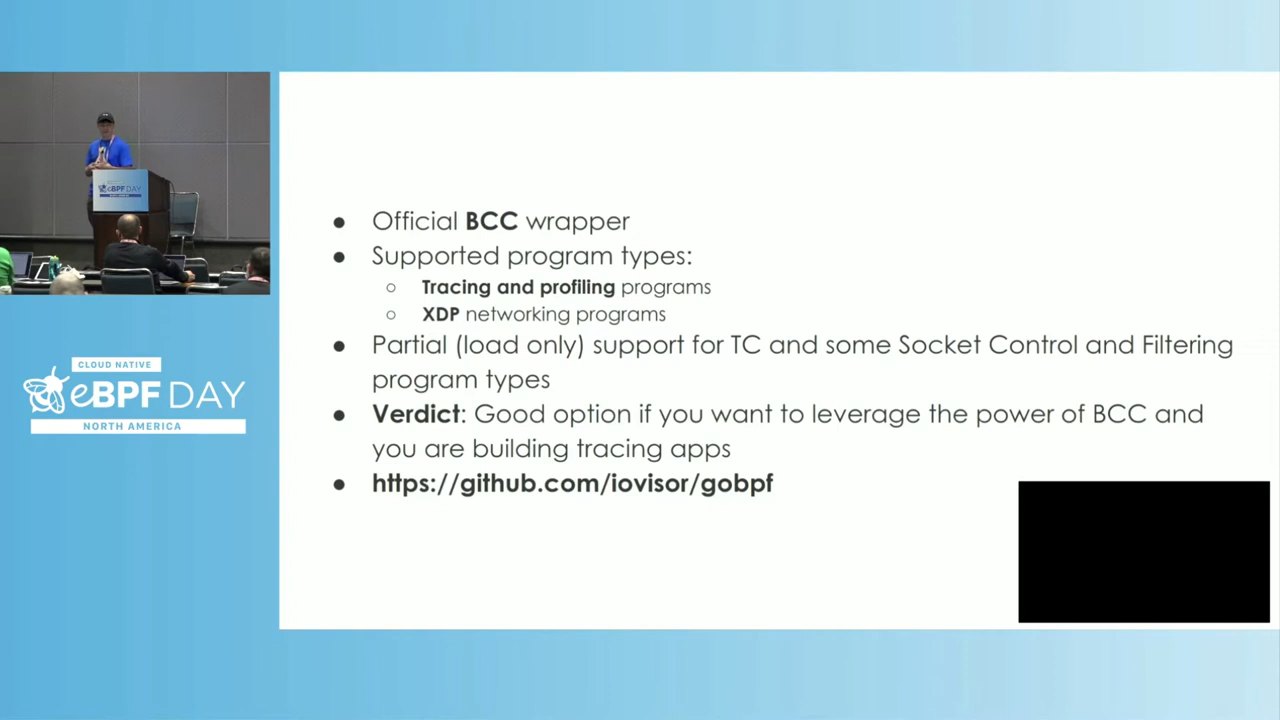 eBPF DAY
CLOUD NATIVE
eBPF DAY
NORTH AMERICA
● Official BCC wrapper
● Supported program types:
○ Tracing and profiling programs
○ XDP networking programs
● Partial (load only) support for TC and some Socket Control and Filtering
program types
● Verdict: Good option if you want to leverage the power of BCC and
you are building tracing apps
● https://github.com/iovisor/gobpf